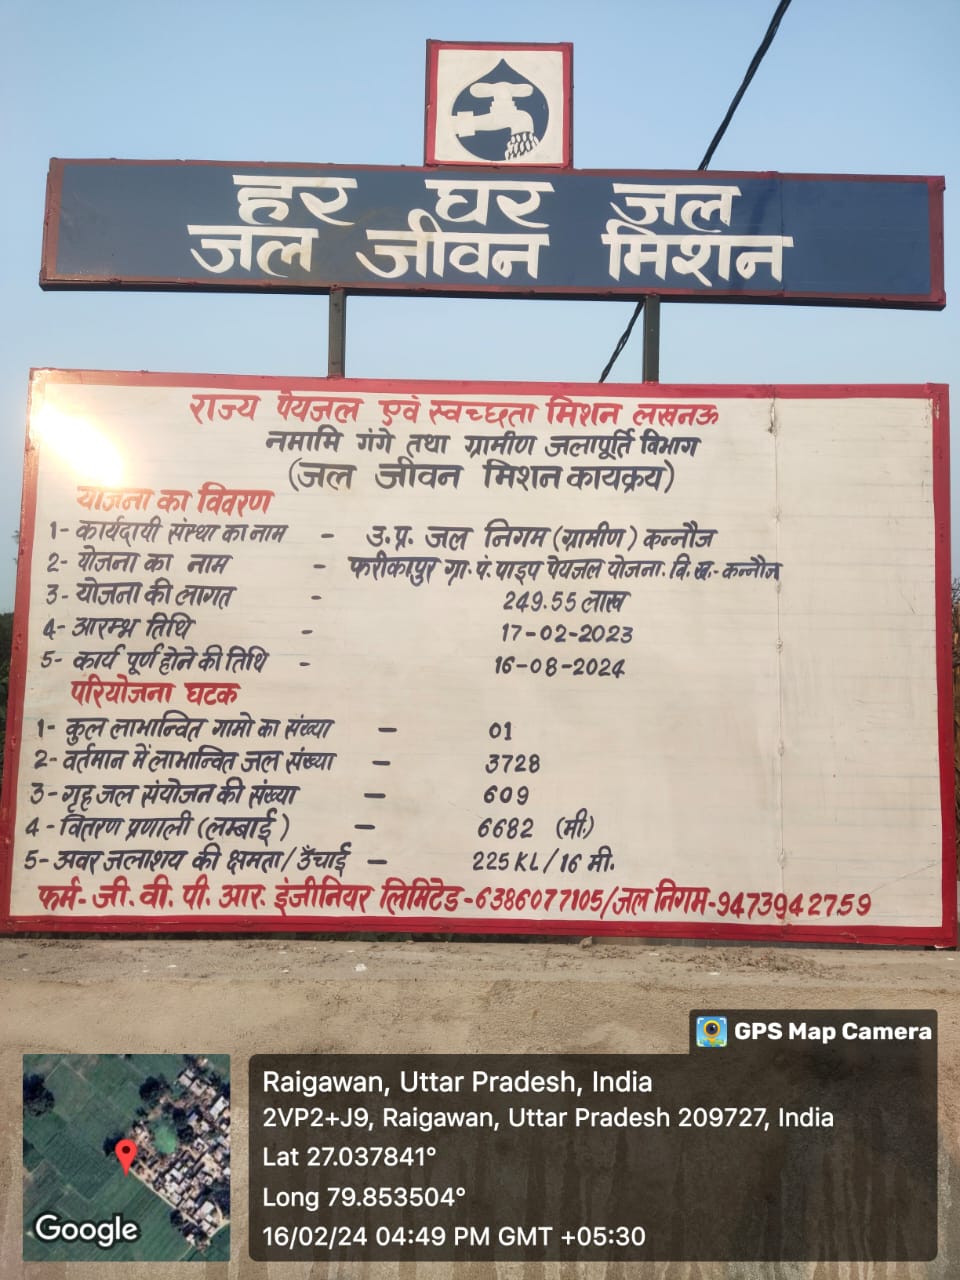 हर घर जल
जल जीवन मिशन
राज्य पेयजल एवं स्वच्छता मिशन लखनऊ
नमामि गंगे तथा ग्रामीण जलापूर्ति विभाग
(जल जीवन मिशन कायक्रय)
योजना का विवरण
1- कार्यदायी संस्था का नाम - उ.प्र. जल निगम (ग्रामीण) कन्नौज
2- योजना का नाम - फरीकापुर ग्रा. पं. पाइप पेयजल योजना. वि. ख.- कन्नौज
3- योजना की लागत - 249.55 लाख
4- आरम्भ तिथि - 17-02-2023
5- कार्य पूर्ण होने की तिथि - 16-08-2024
परियोजना घटक
1- कुल लाभान्वित गामो का संख्या - 01
2- वर्तमान में लाभान्वित जल संख्या - 3728
3- गृह जल संयोजन की संख्या - 609
4- वितरण प्रणाली (लम्बाई) - 6682 (मी.)
5- अवर जलाशय की क्षमता/ऊँचाई - 225 KL/16 मी.
फर्म- जी. वी. पी. आर. इंजीनियर लिमिटेड-6386077105/जल निगम-9473942759
GPS Map Camera
Raigawan, Uttar Pradesh, India
2VP2+J9, Raigawan, Uttar Pradesh 209727, India
Lat 27.037841°
Long 79.853504°
16/02/24 04:49 PM GMT +05:30
Google